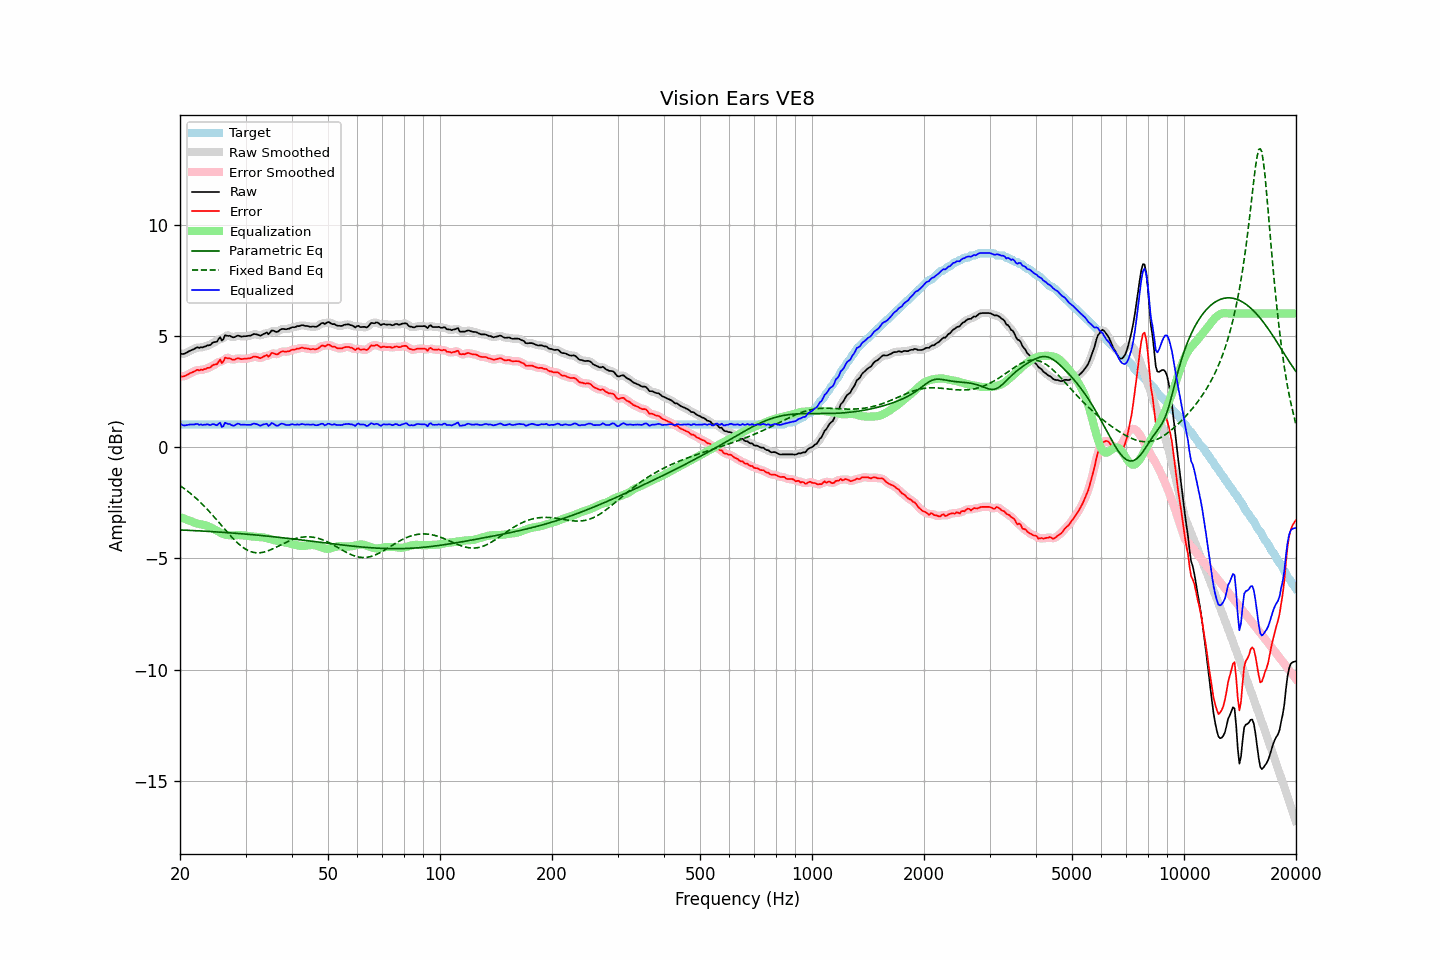 Vision Ears VE8
Target
Raw Smoothed
Error Smoothed
Raw
Error
Equalization
Parametric Eq
Fixed Band Eq
Equalized
Amplitude (dBr)
10
5
0
−5
−10
−15
20 50 100 200 500 1000 2000 5000 10000 20000
Frequency (Hz)